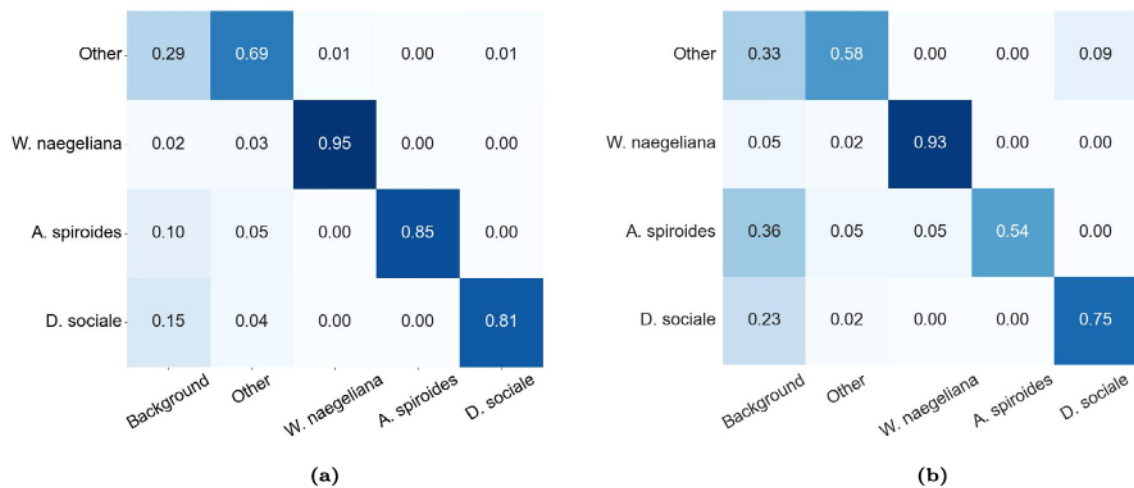 Other 0.29 0.69 0.01 0.00 0.01
W. naegeliana 0.02 0.03 0.95 0.00 0.00
A. spiroides 0.10 0.05 0.00 0.85 0.00
D. sociale 0.15 0.04 0.00 0.00 0.81
Background Other W. naegeliana A. spiroides D. sociale
(a)
Other 0.33 0.58 0.00 0.00 0.09
W. naegeliana 0.05 0.02 0.93 0.00 0.00
A. spiroides 0.36 0.05 0.05 0.54 0.00
D. sociale 0.23 0.02 0.00 0.00 0.75
Background Other W. naegeliana A. spiroides D. sociale
(b)